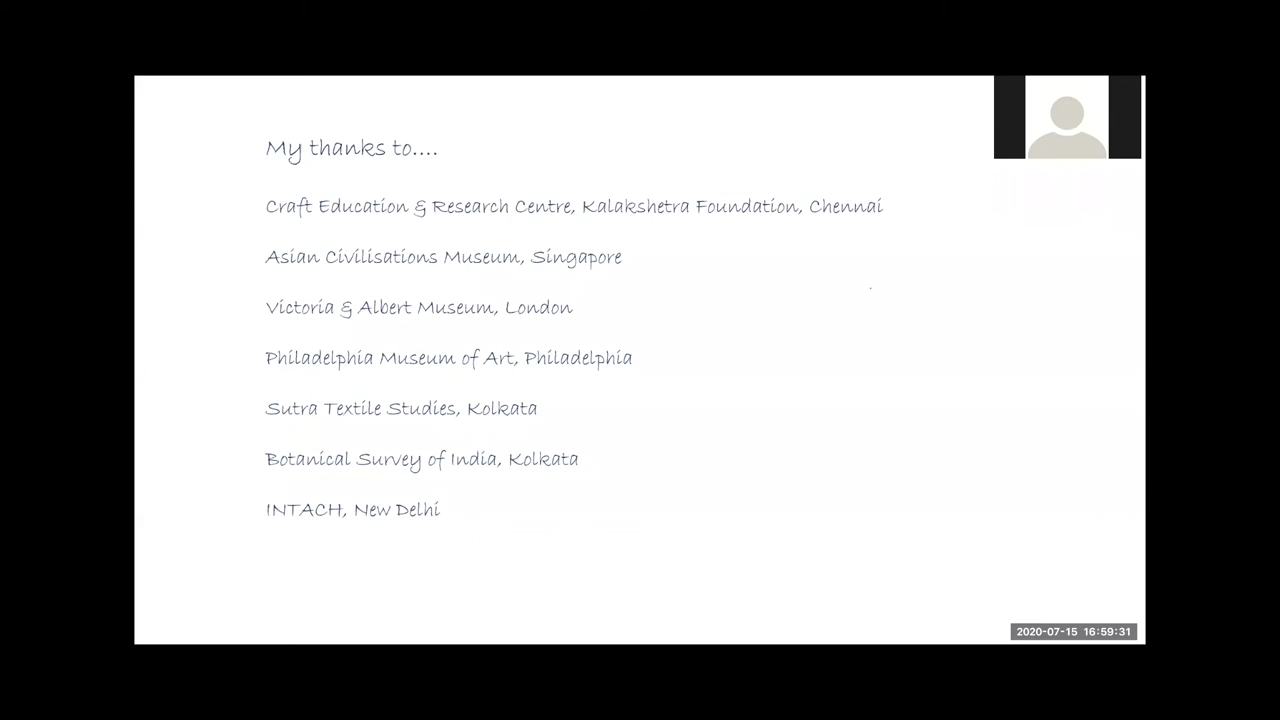 My thanks to....
Craft Education & Research Centre, Kalakshetra Foundation, Chennai
Asian Civilisations Museum, Singapore
Victoria & Albert Museum, London
Philadelphia Museum of Art, Philadelphia
Sutra Textile Studies, Kolkata
Botanical Survey of India, Kolkata
INTACH, New Delhi
2020-07-15 16:59:31